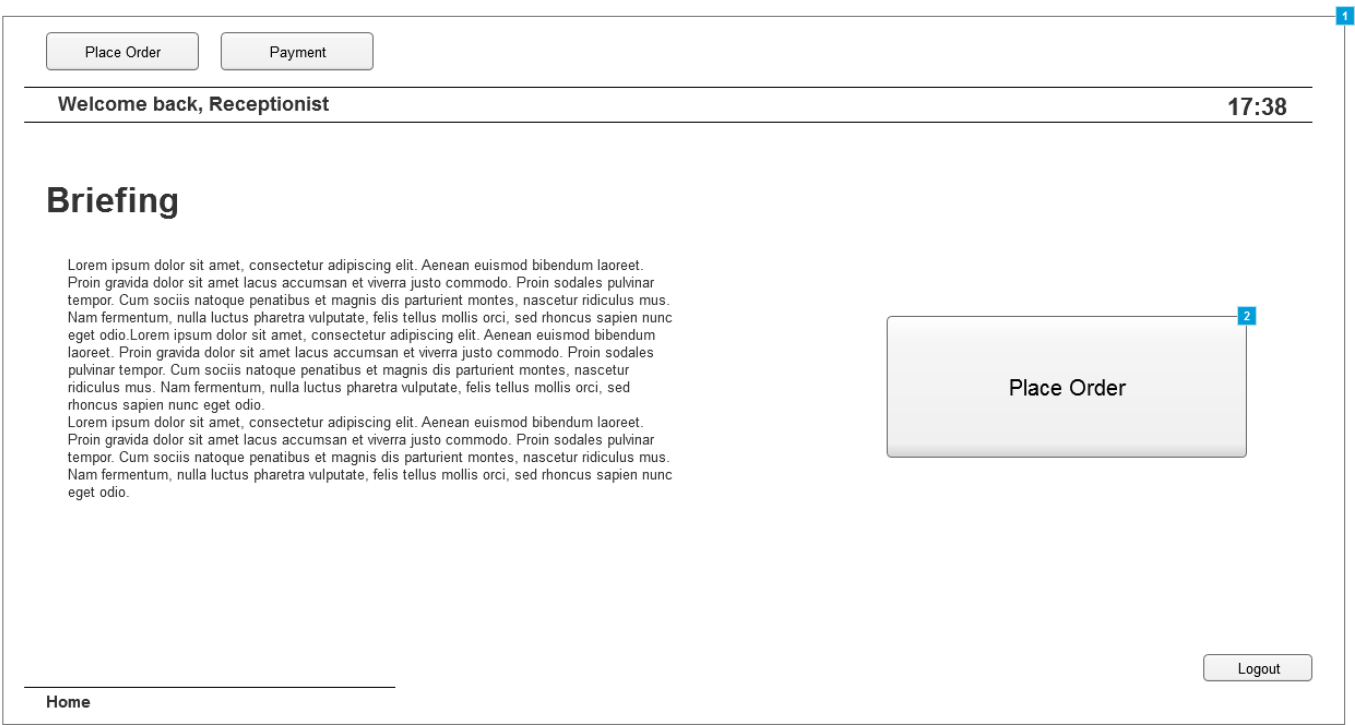 1
Place Order
Payment
Welcome back, Receptionist
17:38
Briefing
Lorem ipsum dolor sit amet, consectetur adipiscing elit. Aenean euismod bibendum laoreet.
Proin gravida dolor sit amet lacus accumsan et viverra justo commodo. Proin sodales pulvinar
tempor. Cum sociis natoque penatibus et magnis dis parturient montes, nascetur ridiculus mus.
Nam fermentum, nulla luctus pharetra vulputate, felis tellus mollis orci, sed rhoncus sapien nunc
eget odio.Lorem ipsum dolor sit amet, consectetur adipiscing elit. Aenean euismod bibendum
laoreet. Proin gravida dolor sit amet lacus accumsan et viverra justo commodo. Proin sodales
pulvinar tempor. Cum sociis natoque penatibus et magnis dis parturient montes, nascetur
ridiculus mus. Nam fermentum, nulla luctus pharetra vulputate, felis tellus mollis orci, sed
rhoncus sapien nunc eget odio.
Lorem ipsum dolor sit amet, consectetur adipiscing elit. Aenean euismod bibendum laoreet.
Proin gravida dolor sit amet lacus accumsan et viverra justo commodo. Proin sodales pulvinar
tempor. Cum sociis natoque penatibus et magnis dis parturient montes, nascetur ridiculus mus.
Nam fermentum, nulla luctus pharetra vulputate, felis tellus mollis orci, sed rhoncus sapien nunc
eget odio.
2
Place Order
Logout
Home